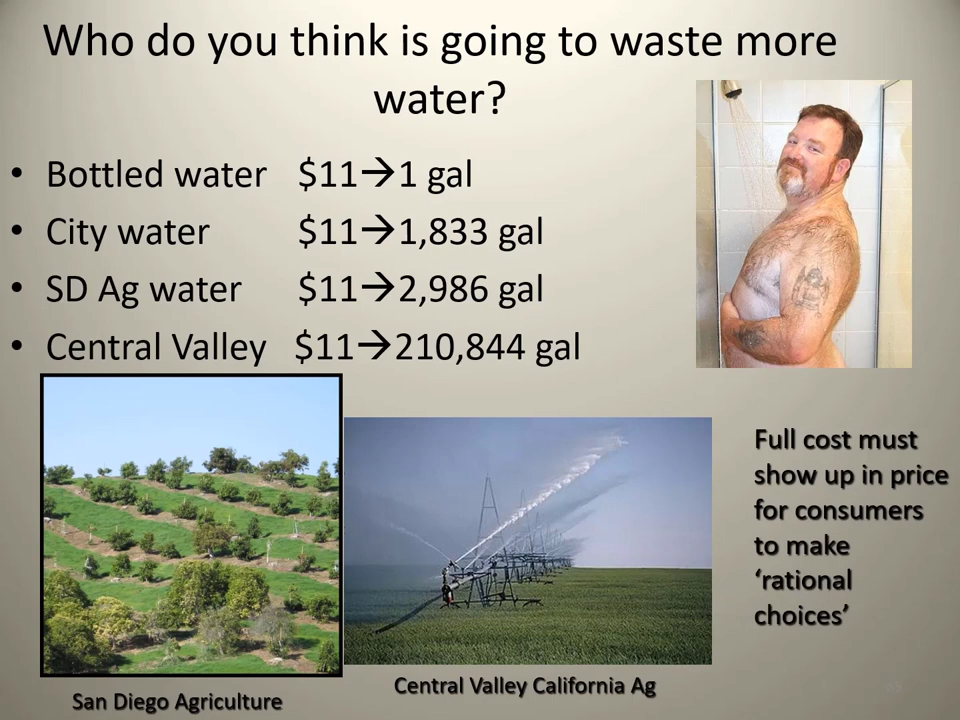 Who do you think is going to waste more
water?
• Bottled water $11→1 gal
• City water $11→1,833 gal
• SD Ag water $11→2,986 gal
• Central Valley $11→210,844 gal
Full cost must
show up in price
for consumers
to make
‘rational
choices’
Central Valley California Ag
San Diego Agriculture